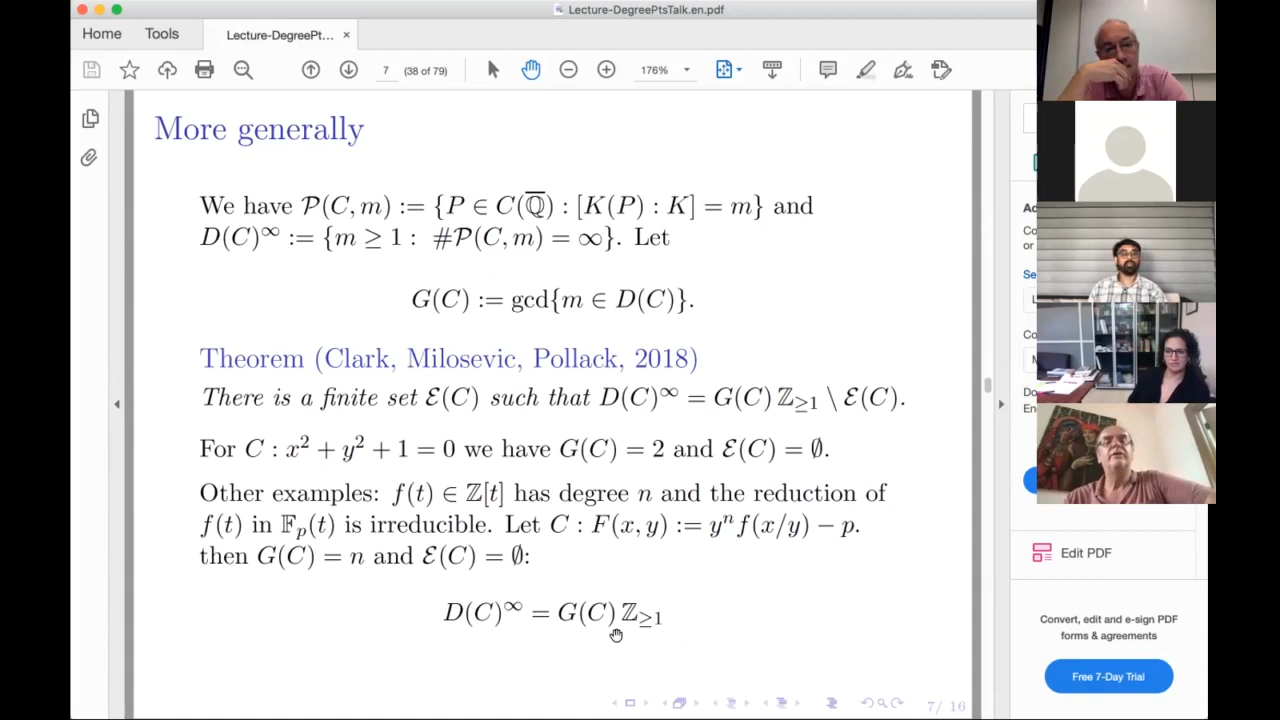 Lecture-DegreePtsTalk.en.pdf
Home
Tools
Lecture-DegreePt... ×
7
(38 of 79)
176%
More generally
We have 𝒫(C, m) := {P ∈ C(ℚ̅) : [K(P) : K] = m} and
D(C)^∞ := {m ≥ 1 : #𝒫(C, m) = ∞}. Let
G(C) := gcd{m ∈ D(C)}.
Theorem (Clark, Milosevic, Pollack, 2018)
There is a finite set ℰ(C) such that D(C)^∞ = G(C) ℤ≥1 \ ℰ(C).
For C : x² + y² + 1 = 0 we have G(C) = 2 and ℰ(C) = ∅.
Other examples: f(t) ∈ ℤ[t] has degree n and the reduction of
f(t) in 𝔽ₚ(t) is irreducible. Let C : F(x, y) := yⁿf(x/y) − p.
then G(C) = n and ℰ(C) = ∅:
D(C)^∞ = G(C) ℤ≥1
7/ 16
Edit PDF
Convert, edit and e-sign PDF
forms & agreements
Free 7-Day Trial